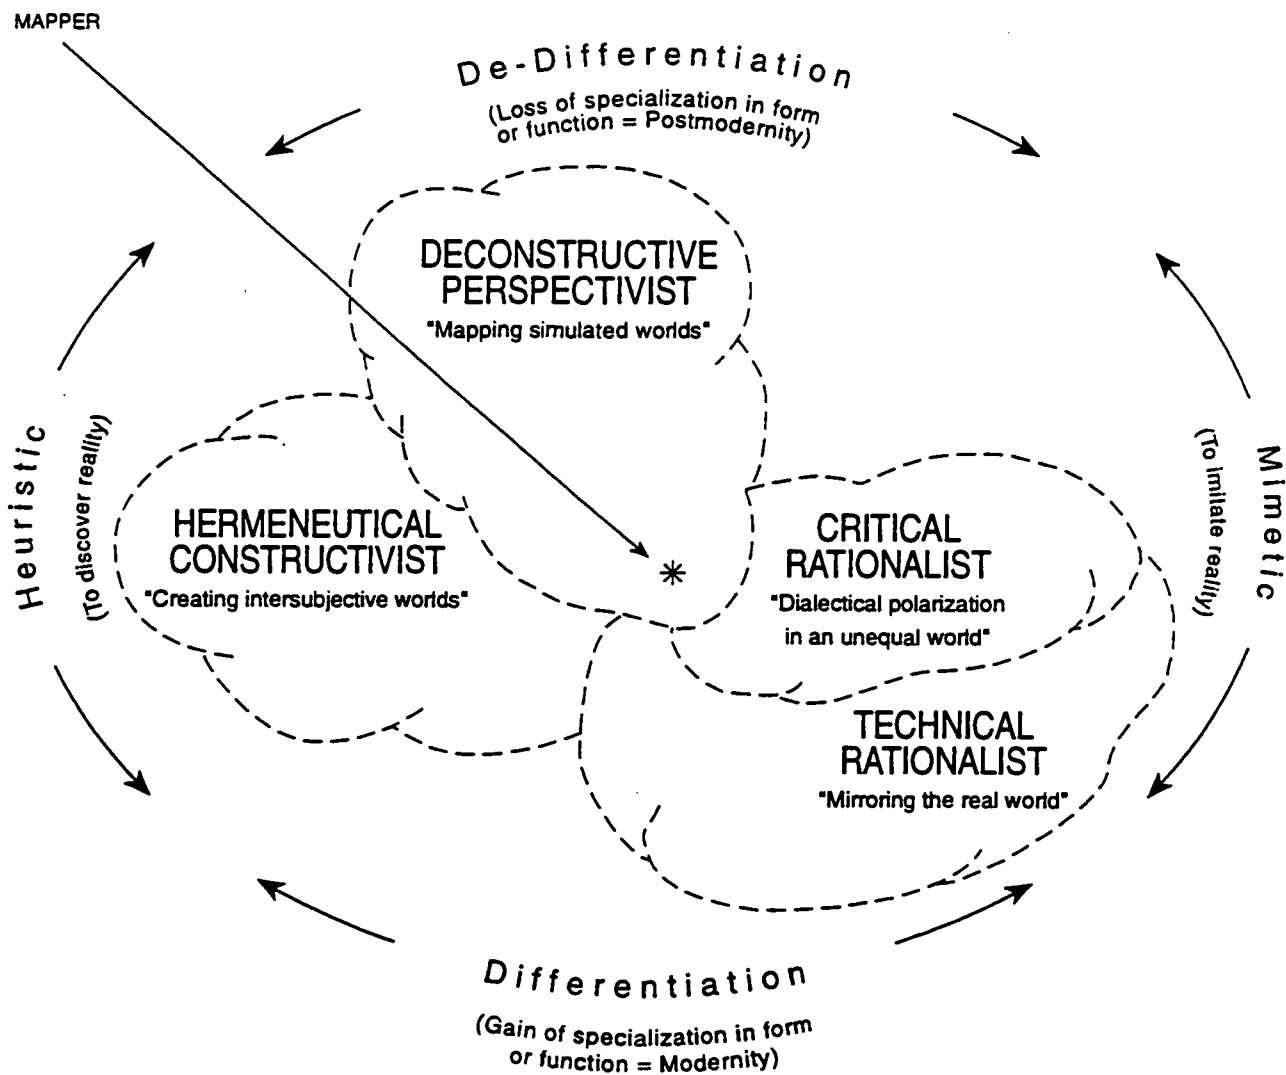 MAPPER
De-Differentiation
(Loss of specialization in form
or function = Postmodernity)
DECONSTRUCTIVE
PERSPECTIVIST
"Mapping simulated worlds"
Heuristic
(To discover reality)
HERMENEUTICAL
CONSTRUCTIVIST
"Creating intersubjective worlds"
*
CRITICAL
RATIONALIST
"Dialectical polarization
in an unequal world"
Mimetic
(To imitate reality)
TECHNICAL
RATIONALIST
"Mirroring the real world"
Differentiation
(Gain of specialization in form
or function = Modernity)